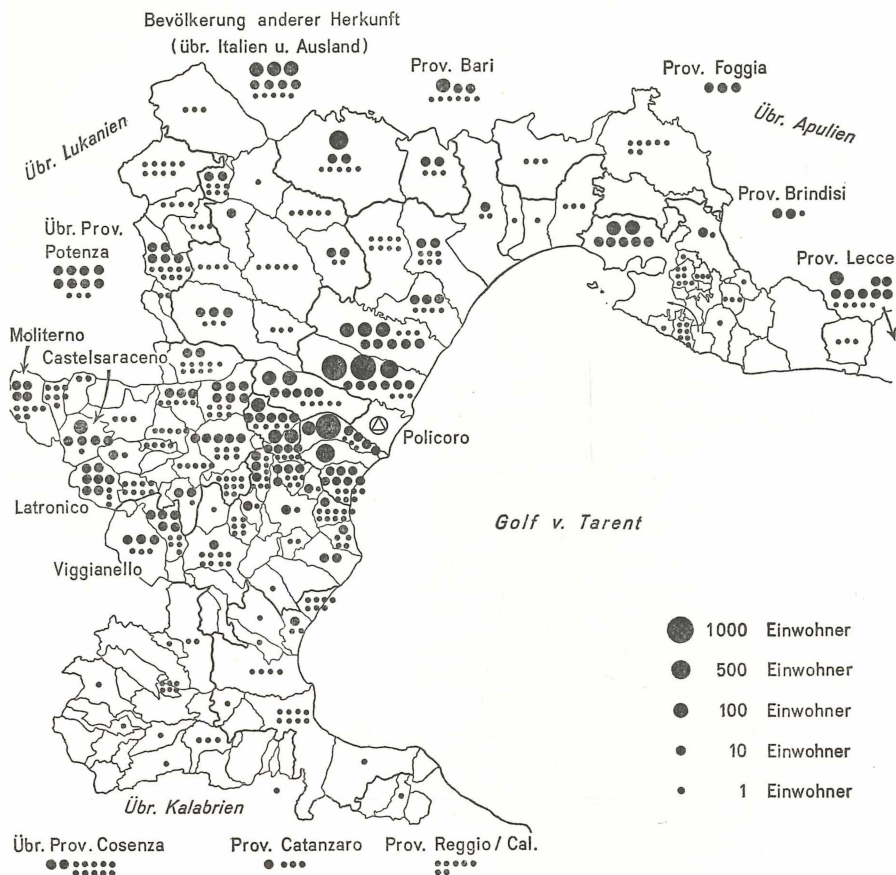 Bevölkerung anderer Herkunft
(übr. Italien u. Ausland)
Prov. Bari
Prov. Foggia
Übr. Lukanien
Übr. Apulien
Prov. Brindisi
Übr. Prov.
Potenza
Prov. Lecce
Moliterno
Castelsaraceno
Policoro
Latronico
Golf v. Tarent
Viggianello
1000 Einwohner
500 Einwohner
100 Einwohner
10 Einwohner
1 Einwohner
Übr. Kalabrien
Übr. Prov. Cosenza
Prov. Catanzaro
Prov. Reggio / Cal.